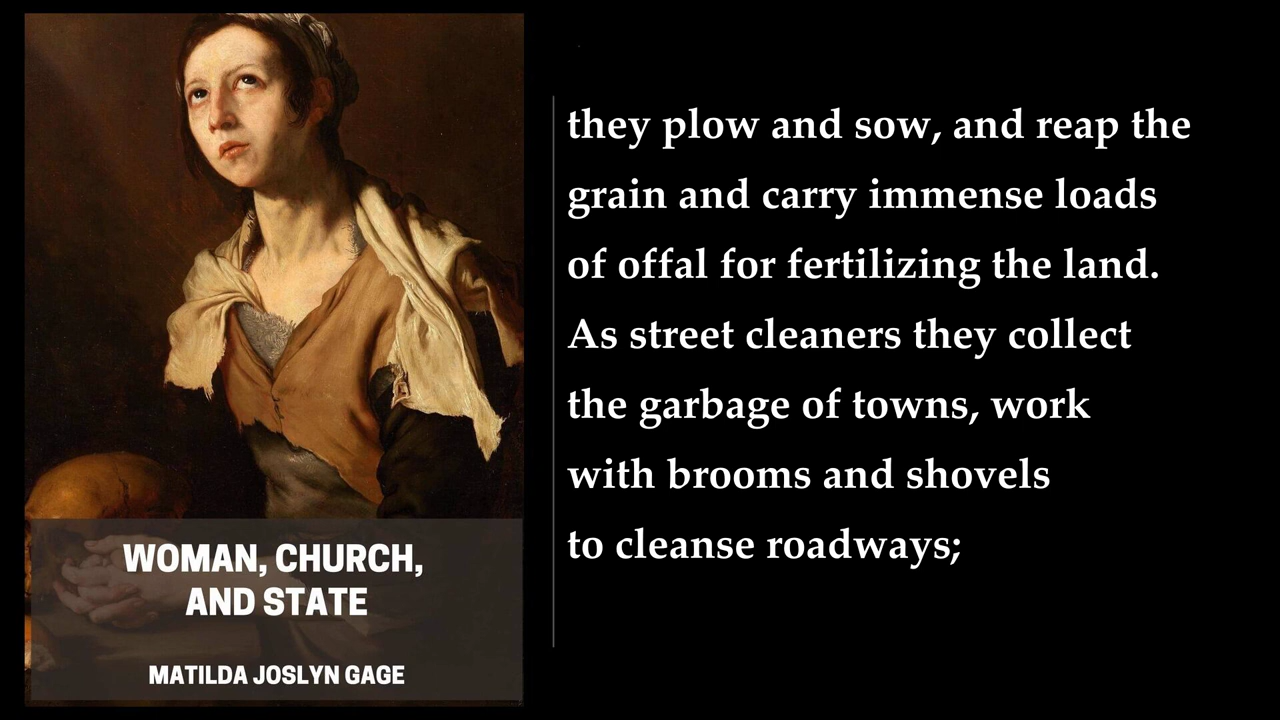 WOMAN, CHURCH,
AND STATE
MATILDA JOSLYN GAGE
they plow and sow, and reap the
grain and carry immense loads
of offal for fertilizing the land.
As street cleaners they collect
the garbage of towns, work
with brooms and shovels
to cleanse roadways;